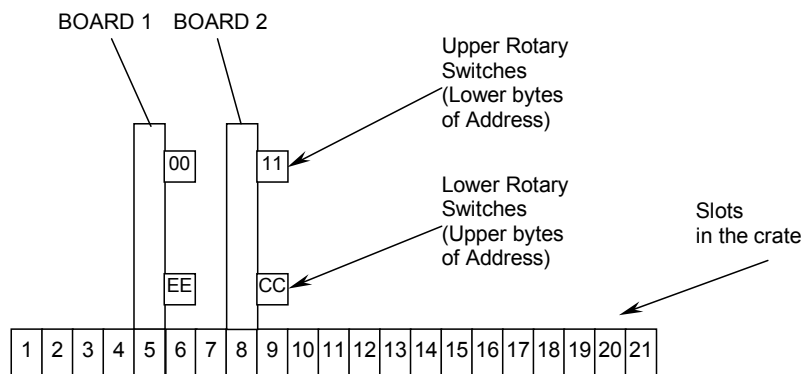 BOARD 1 BOARD 2
Upper Rotary
Switches
(Lower bytes
of Address)
00 11
Lower Rotary
Switches
(Upper bytes
of Address)
Slots
in the crate
EE CC
1 2 3 4 5 6 7 8 9 10 11 12 13 14 15 16 17 18 19 20 21